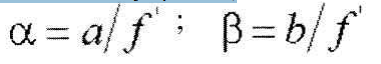 α = a/f' ; β = b/f'